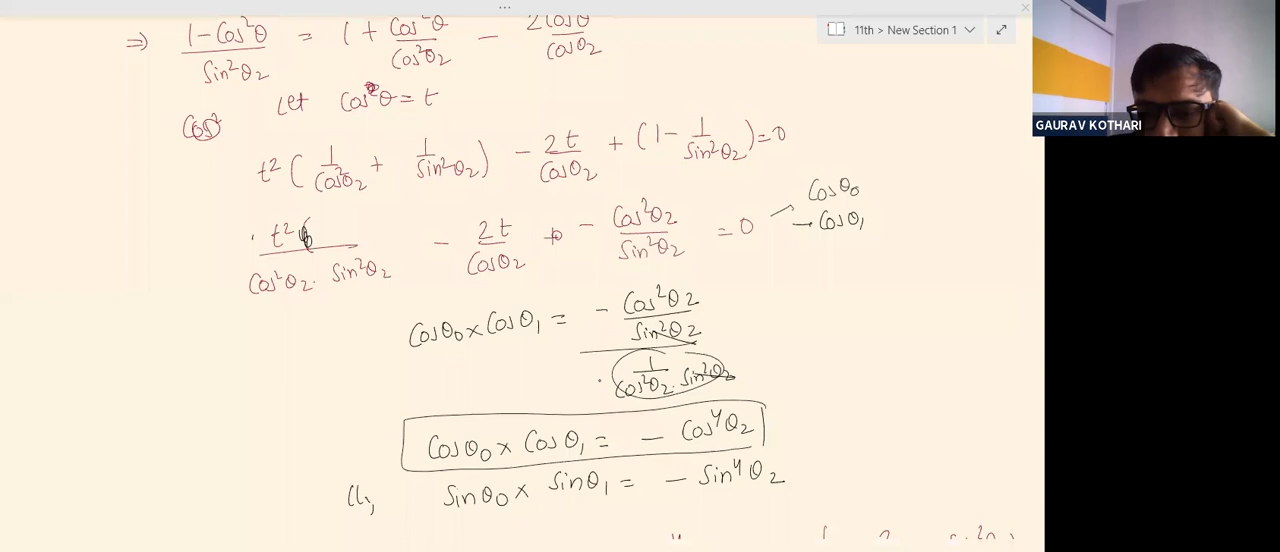 11th > New Section 1
⇒ (1 - Cos²θ)/(Sin²θ₂) = 1 + (Cos²θ)/(Cos²θ₂) - (2Cosθ)/(Cosθ₂)
GAURAV KOTHARI
Let Cosθ = t
Cos²
t² (1/(Cos²θ₂) + 1/(Sin²θ₂)) - 2t/(Cosθ₂) + (1 - 1/(Sin²θ₂)) = 0
t²/(Cos²θ₂ · Sin²θ₂) - 2t/(Cosθ₂) - (Cos²θ₂)/(Sin²θ₂) = 0
Cosθ₀
Cosθ₁
Cosθ₀ × Cosθ₁ = (- Cos²θ₂/Sin²θ₂)/(1/(Cos²θ₂ · Sin²θ₂))
Cosθ₀ × Cosθ₁ = - Cos⁴θ₂
lly, Sinθ₀ × Sinθ₁ = - Sin⁴θ₂